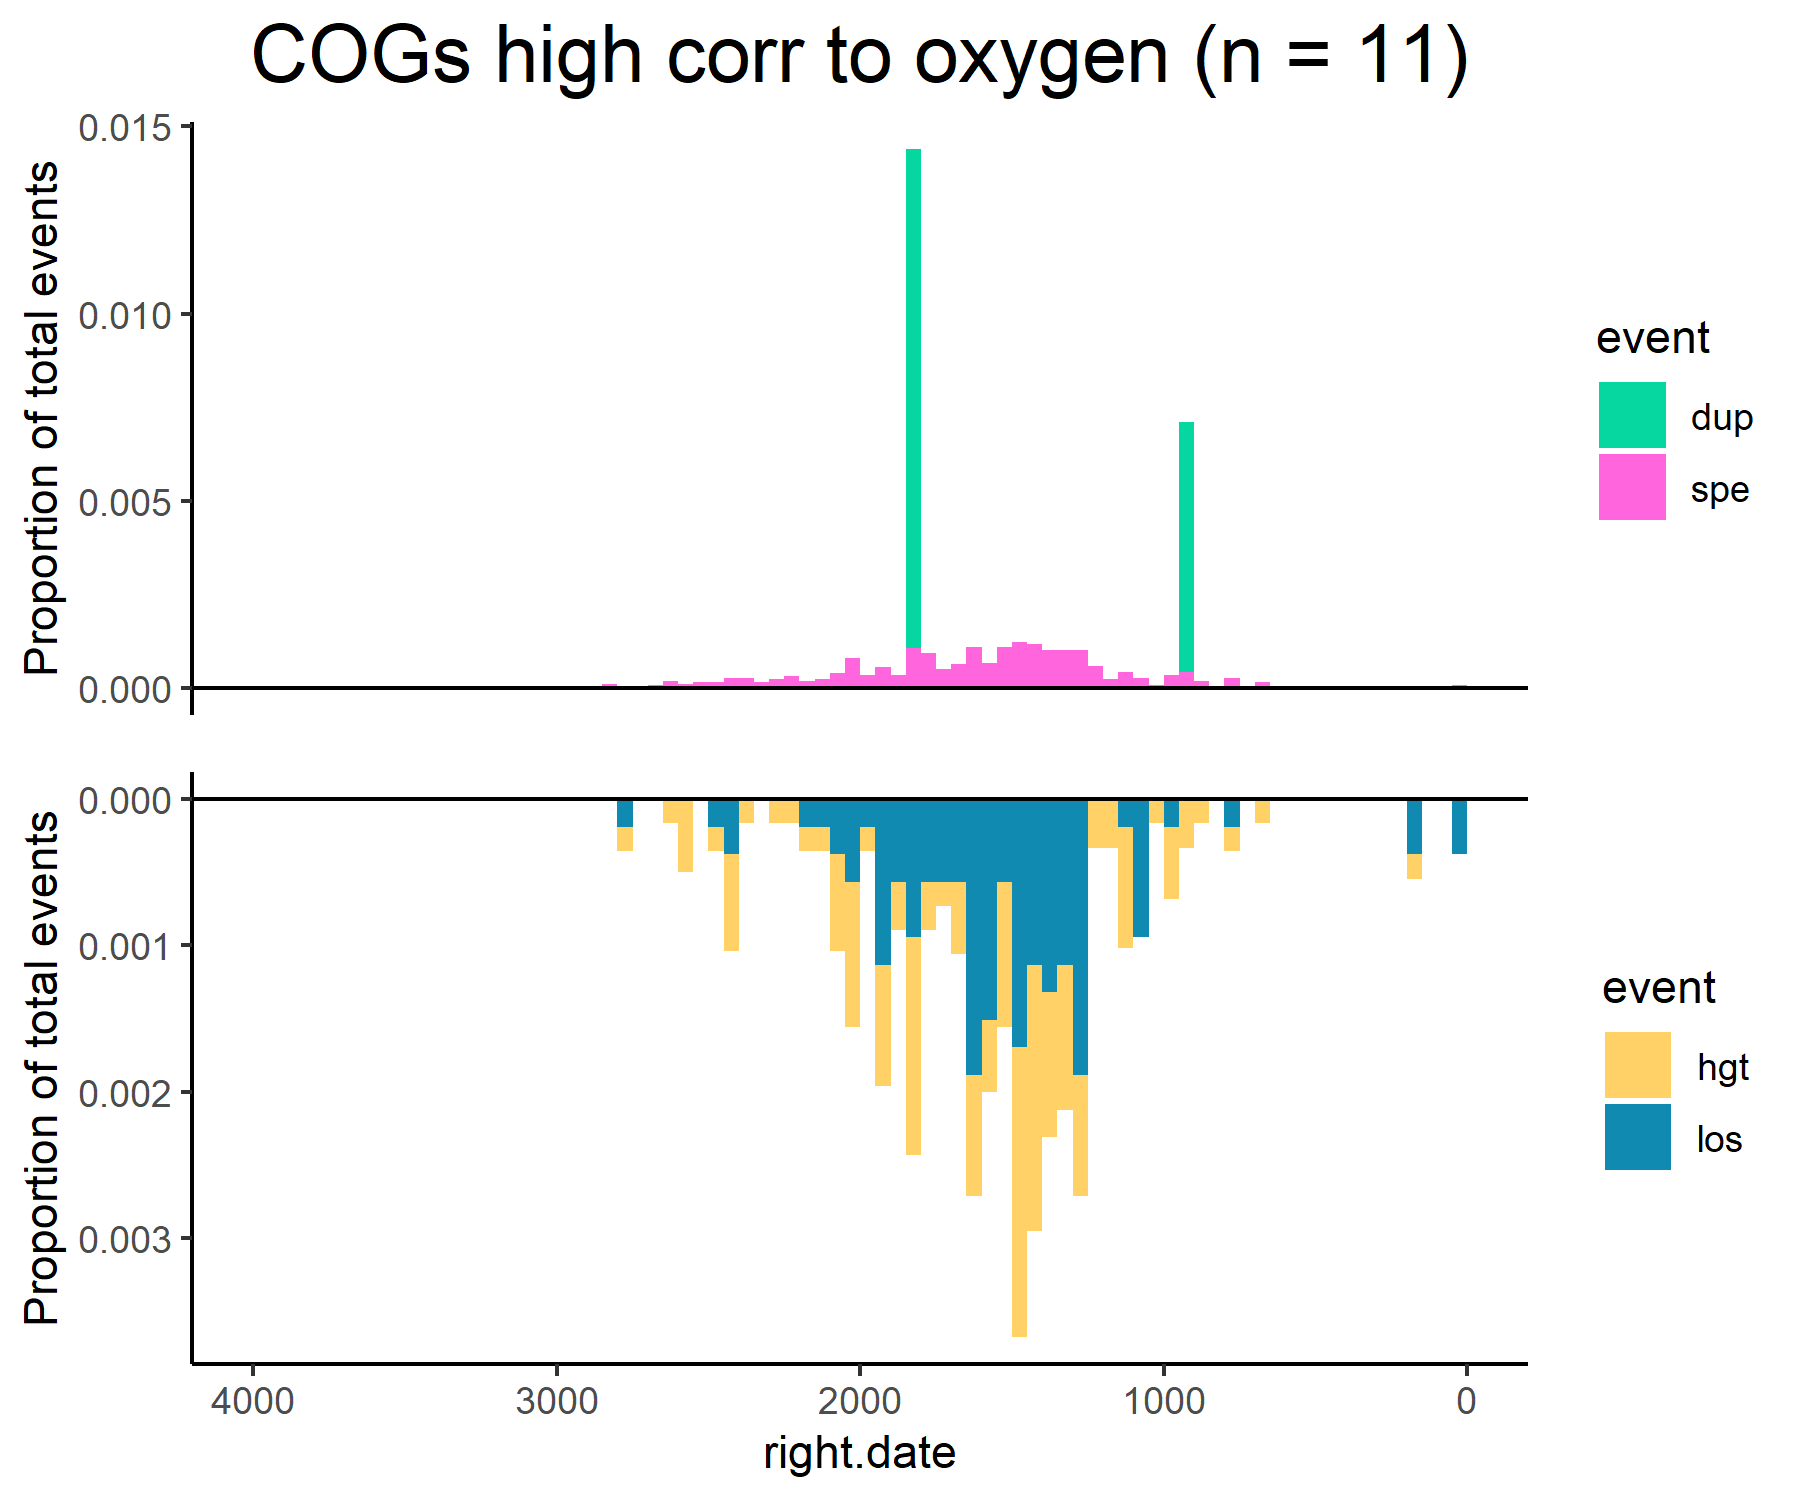 COGs high corr to oxygen (n = 11)
Proportion of total events
0.015
0.010
0.005
0.000
event
dup
spe
Proportion of total events
0.000
0.001
0.002
0.003
event
hgt
los
4000 3000 2000 1000 0
right.date